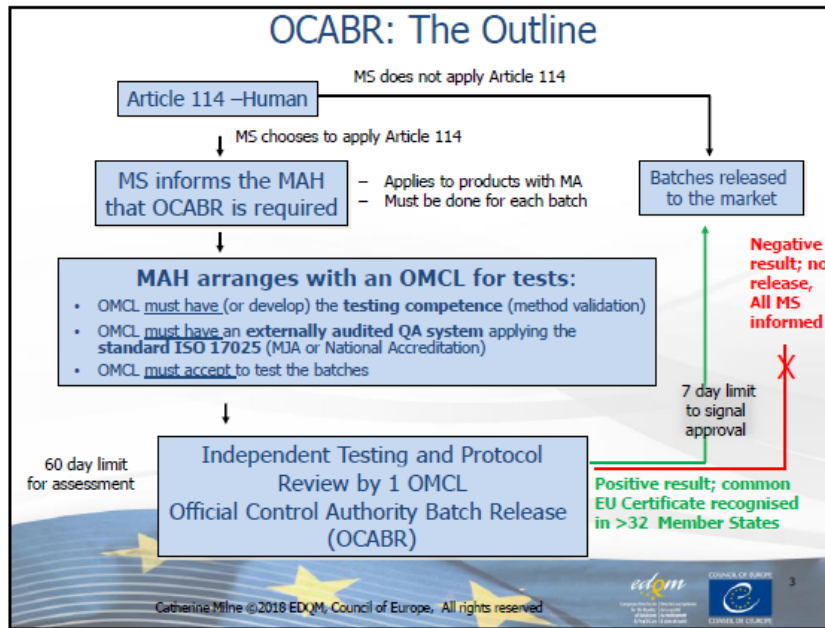 OCABR: The Outline
MS does not apply Article 114
Article 114 –Human
MS chooses to apply Article 114
MS informs the MAH
that OCABR is required
– Applies to products with MA
– Must be done for each batch
Batches released
to the market
Negative
result; no
release,
All MS
informed
MAH arranges with an OMCL for tests:
• OMCL must have (or develop) the testing competence (method validation)
• OMCL must have an externally audited QA system applying the
standard ISO 17025 (MJA or National Accreditation)
• OMCL must accept to test the batches
7 day limit
to signal
approval
60 day limit
for assessment
Independent Testing and Protocol
Review by 1 OMCL
Official Control Authority Batch Release
(OCABR)
Positive result; common
EU Certificate recognised
in >32 Member States
Catherine Milne ©2018 EDQM, Council of Europe, All rights reserved
edqm
COUNCIL OF EUROPE
CONSEIL DE L'EUROPE
3